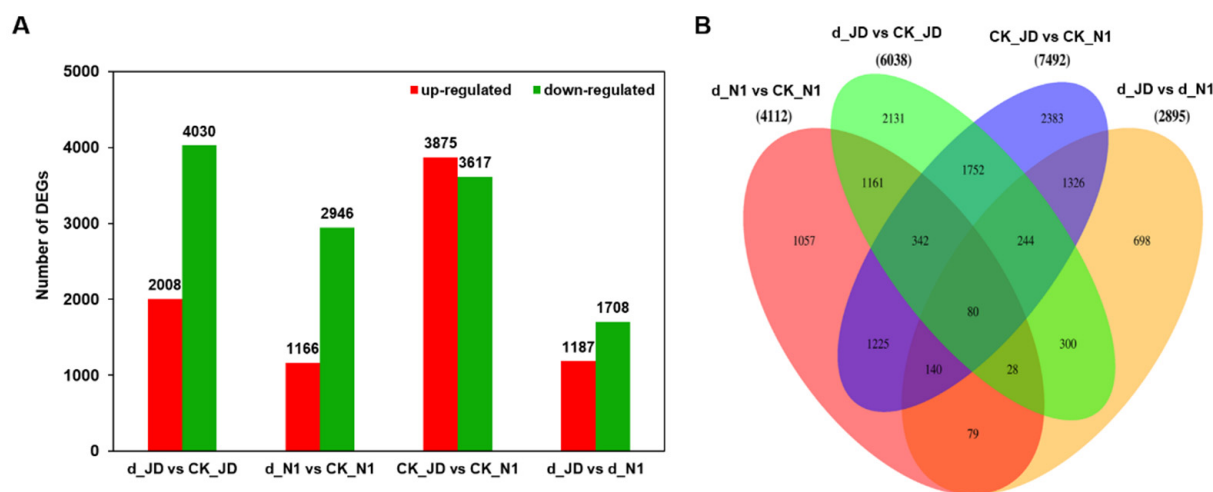 A
5000
4000
3000
2000
1000
0
Number of DEGs
up-regulated down-regulated
2008
4030
1166
2946
3875
3617
1187
1708
d_JD vs CK_JD
d_N1 vs CK_N1
CK_JD vs CK_N1
d_JD vs d_N1
B
d_N1 vs CK_N1
(4112)
d_JD vs CK_JD
(6038)
CK_JD vs CK_N1
(7492)
d_JD vs d_N1
(2895)
2131
2383
1161
1752
1326
1057
342
244
698
80
1225
300
140
28
79